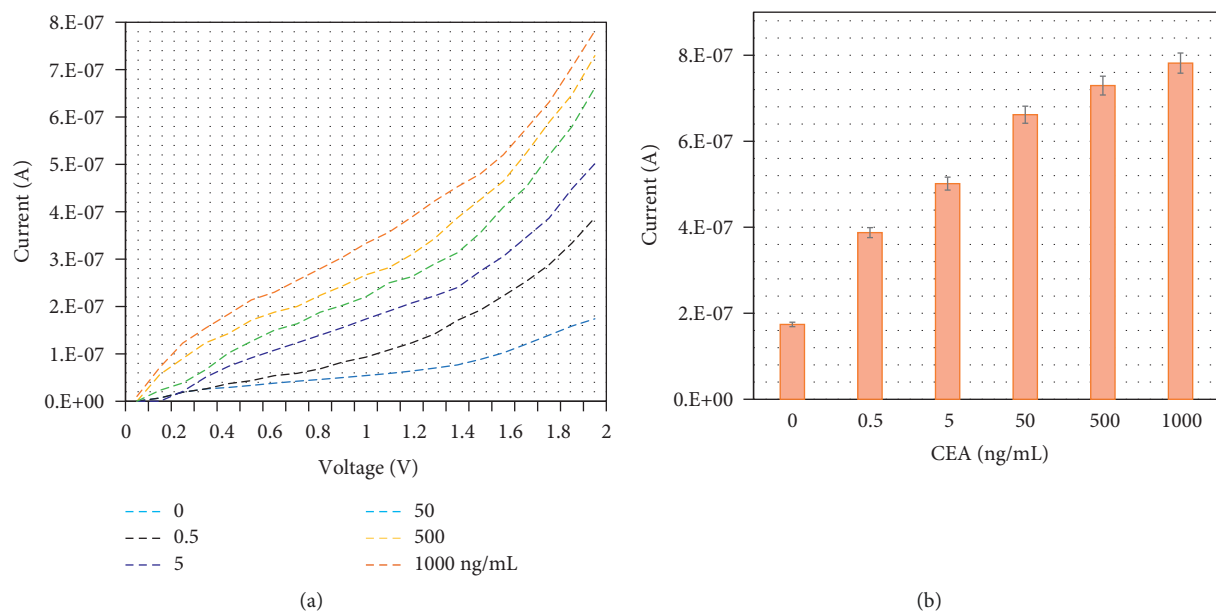 8.E-07
7.E-07
6.E-07
5.E-07
4.E-07
3.E-07
2.E-07
1.E-07
0.E+00
Current (A)
0 0.2 0.4 0.6 0.8 1 1.2 1.4 1.6 1.8 2
Voltage (V)
0 50
0.5 500
5 1000 ng/mL
(a)
8.E-07
6.E-07
4.E-07
2.E-07
0.E+00
Current (A)
0 0.5 5 50 500 1000
CEA (ng/mL)
(b)